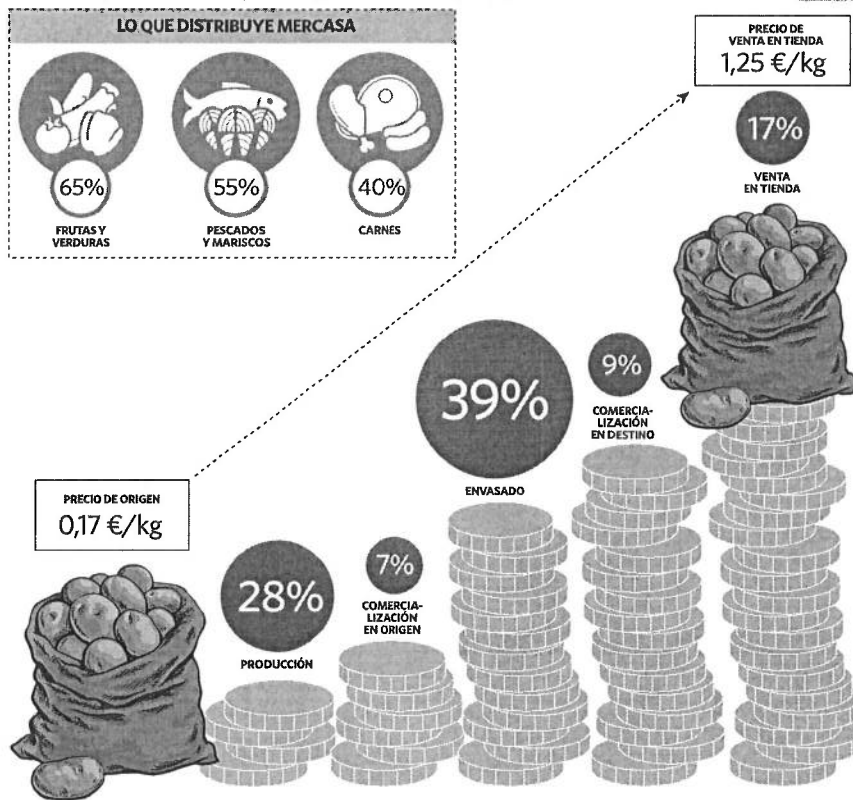 LO QUE DISTRIBUYE MERCASA
65%
FRUTAS Y
VERDURAS
55%
PESCADOS
Y MARISCOS
40%
CARNES
PRECIO DE
VENTA EN TIENDA
1,25 €/kg
17%
VENTA
EN TIENDA
9%
COMERCIA-
LIZACIÓN
EN DESTINO
39%
ENVASADO
PRECIO DE ORIGEN
0,17 €/kg
7%
COMERCIA-
LIZACIÓN
EN ORIGEN
28%
PRODUCCIÓN